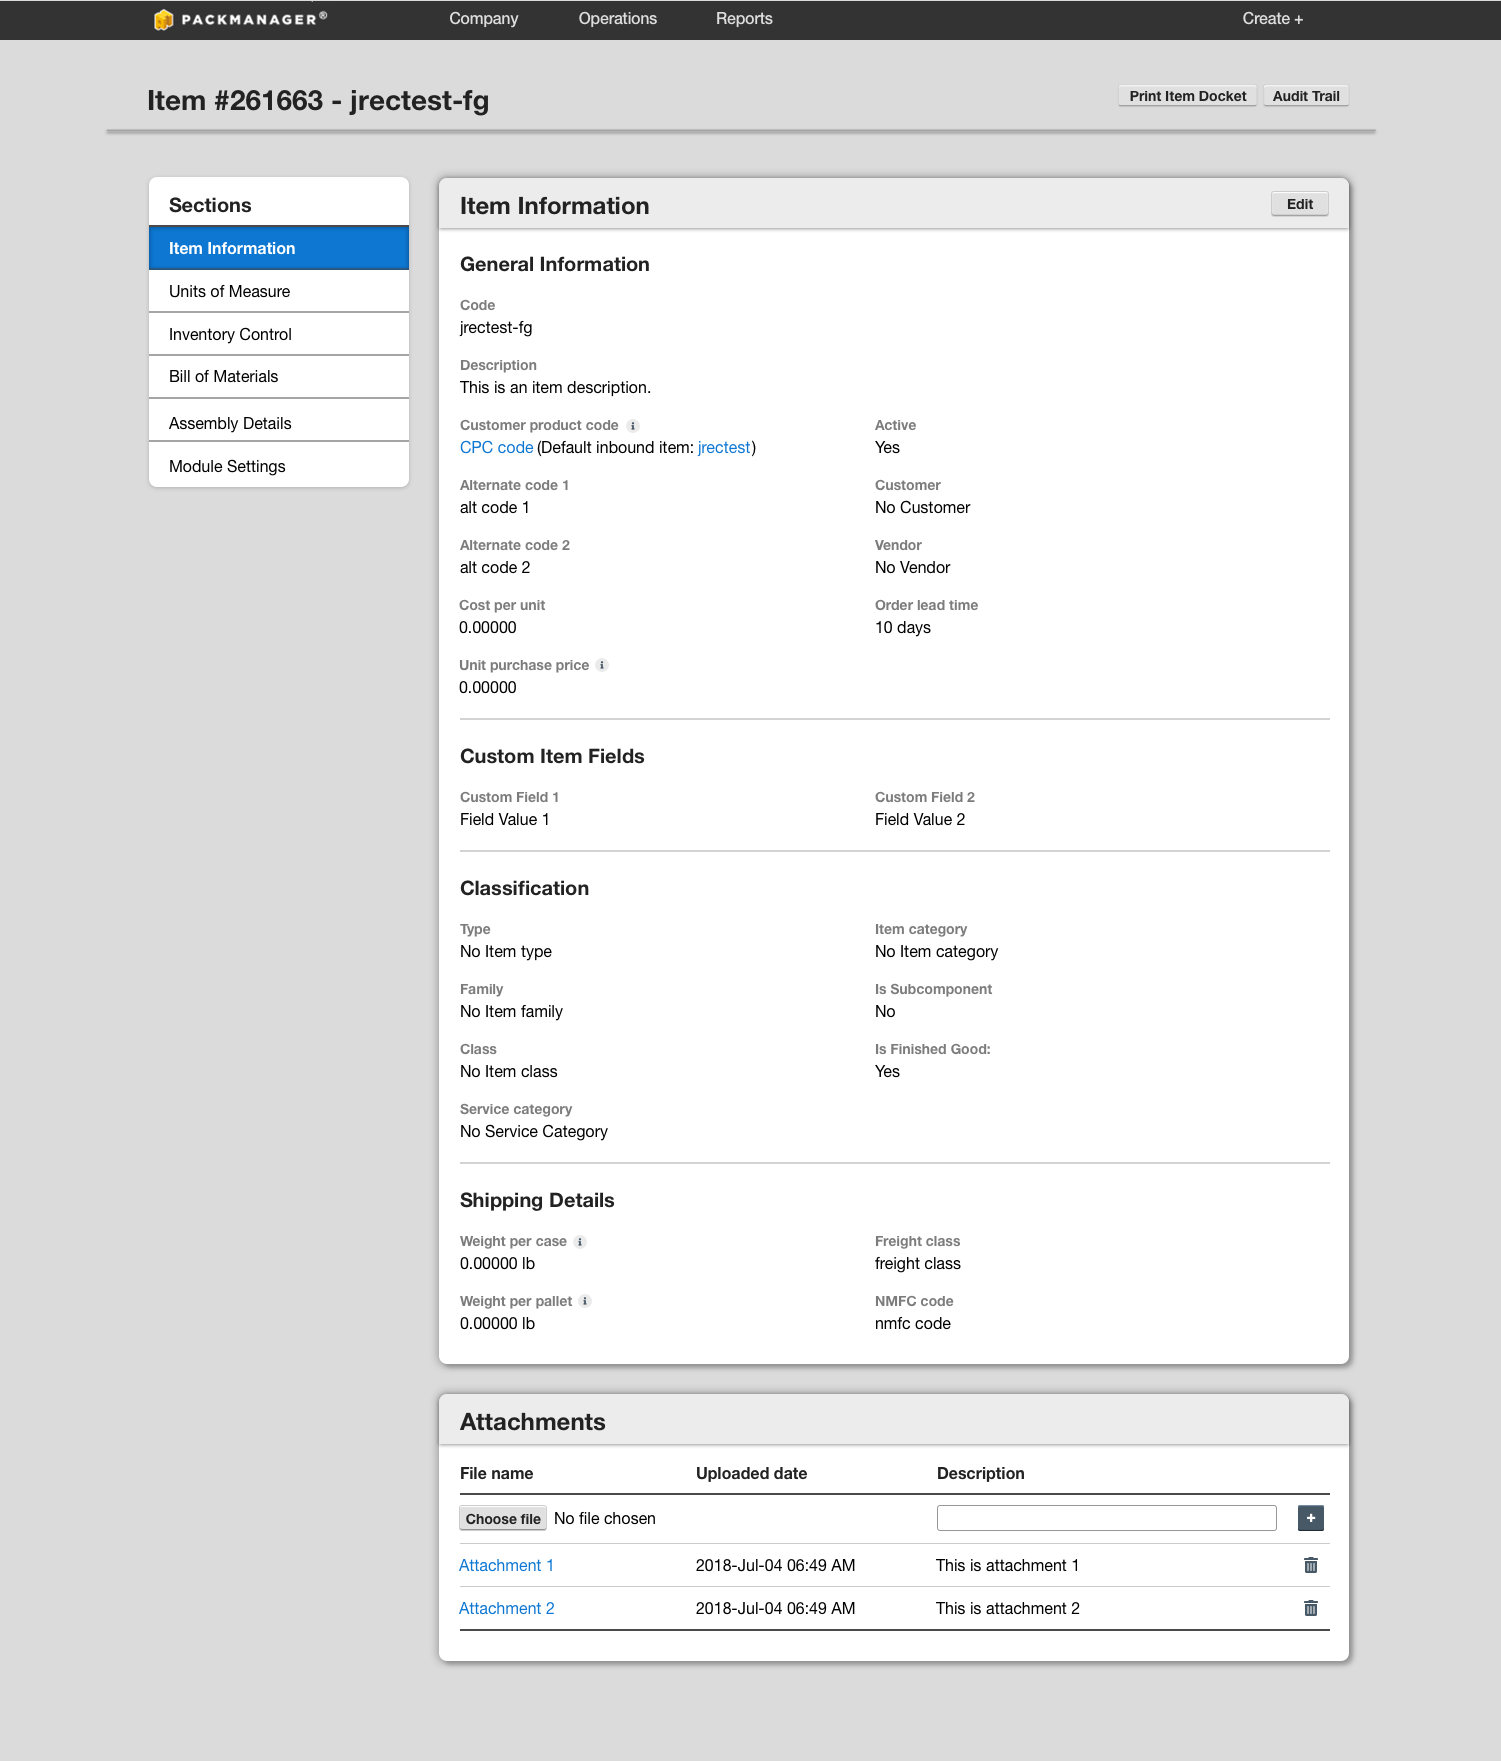 PACKMANAGER®
Company Operations Reports Create +
Item #261663 - jrectest-fg
Print Item Docket Audit Trail
Sections
Item Information
Units of Measure
Inventory Control
Bill of Materials
Assembly Details
Module Settings
Item Information
Edit
General Information
Code
jrectest-fg
Description
This is an item description.
Customer product code i Active
CPC code (Default inbound item: jrectest) Yes
Alternate code 1 Customer
alt code 1 No Customer
Alternate code 2 Vendor
alt code 2 No Vendor
Cost per unit Order lead time
0.00000 10 days
Unit purchase price i
0.00000
Custom Item Fields
Custom Field 1 Custom Field 2
Field Value 1 Field Value 2
Classification
Type Item category
No Item type No Item category
Family Is Subcomponent
No Item family No
Class Is Finished Good:
No Item class Yes
Service category
No Service Category
Shipping Details
Weight per case i Freight class
0.00000 lb freight class
Weight per pallet i NMFC code
0.00000 lb nmfc code
Attachments
File name Uploaded date Description
Choose file No file chosen +
Attachment 1 2018-Jul-04 06:49 AM This is attachment 1
Attachment 2 2018-Jul-04 06:49 AM This is attachment 2